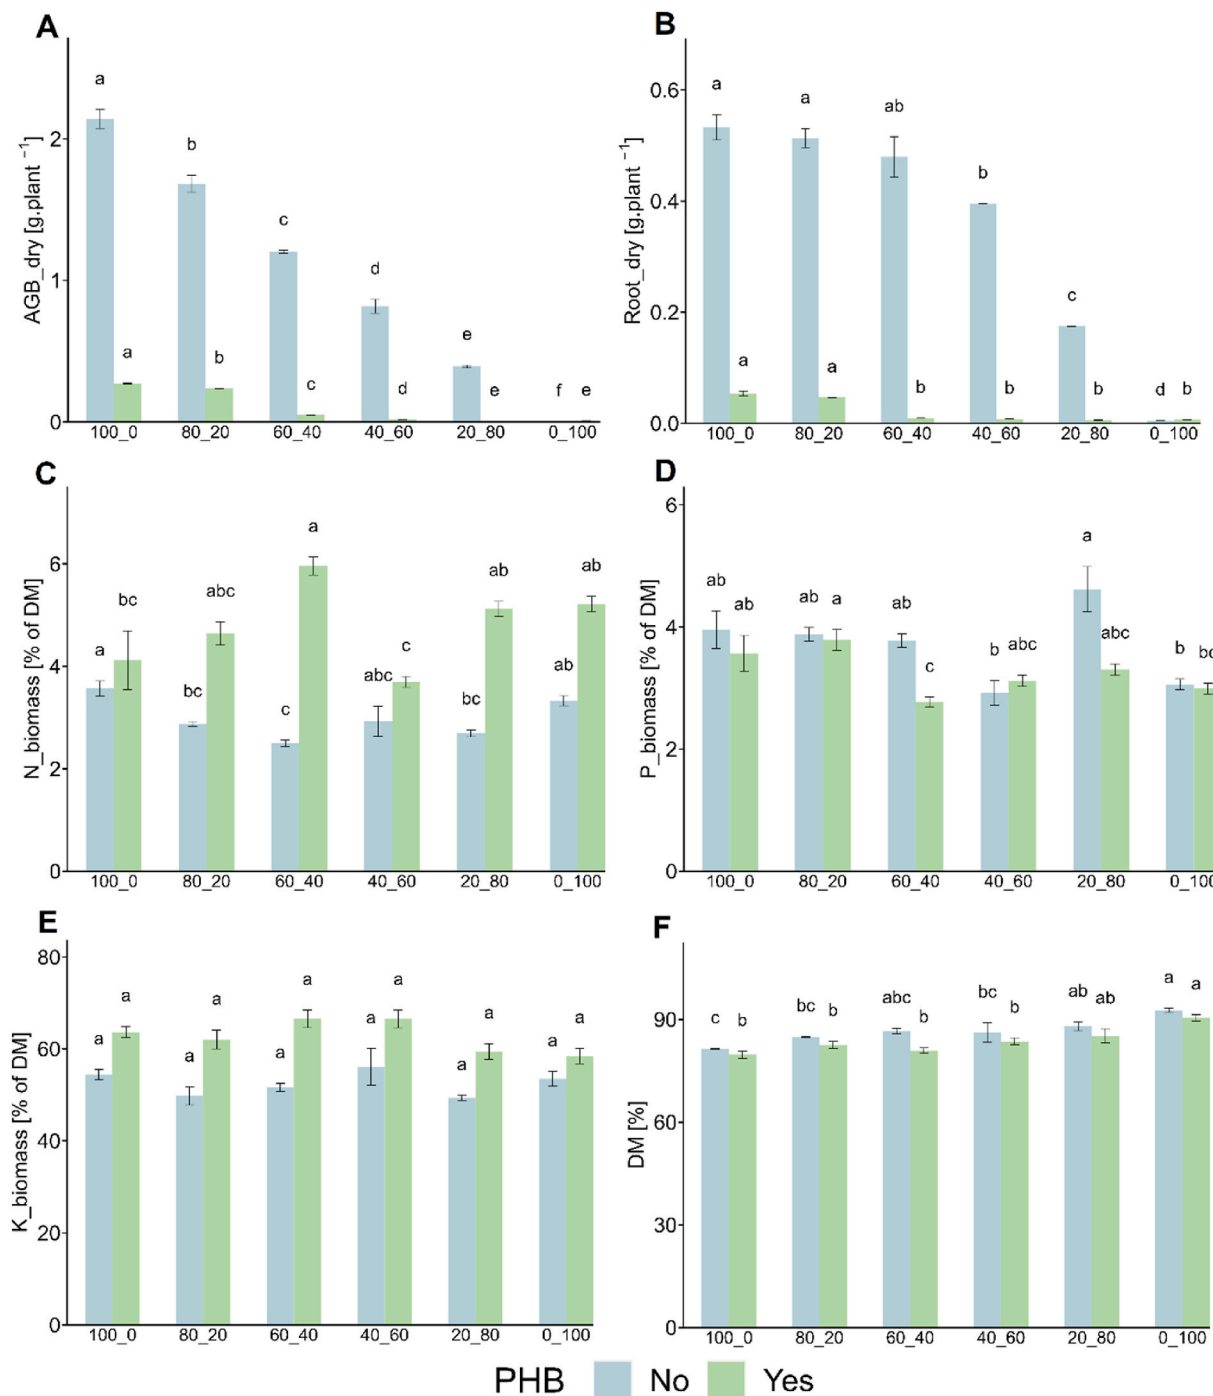 A
AGB_dry [g.plant ⁻¹]
2
1
0
a
b
c
d
e
f
e
a
b
c
d
e
100_0 80_20 60_40 40_60 20_80 0_100
B
Root_dry [g.plant ⁻¹]
0.6
0.4
0.2
0.0
a
a
ab
b
c
d
b
a
a
b
b
b
100_0 80_20 60_40 40_60 20_80 0_100
C
N_biomass [% of DM]
6
4
2
0
a bc
bc abc
c a
abc c
bc ab
ab ab
100_0 80_20 60_40 40_60 20_80 0_100
D
P_biomass [% of DM]
6
4
2
0
ab ab
ab a
ab c
b abc
a abc
b bc
100_0 80_20 60_40 40_60 20_80 0_100
E
K_biomass [% of DM]
80
60
40
20
0
a a
a a
a a
a a
a a
a a
100_0 80_20 60_40 40_60 20_80 0_100
F
DM [%]
90
60
30
0
c b
bc b
abc b
bc b
ab ab
a a
100_0 80_20 60_40 40_60 20_80 0_100
PHB No Yes